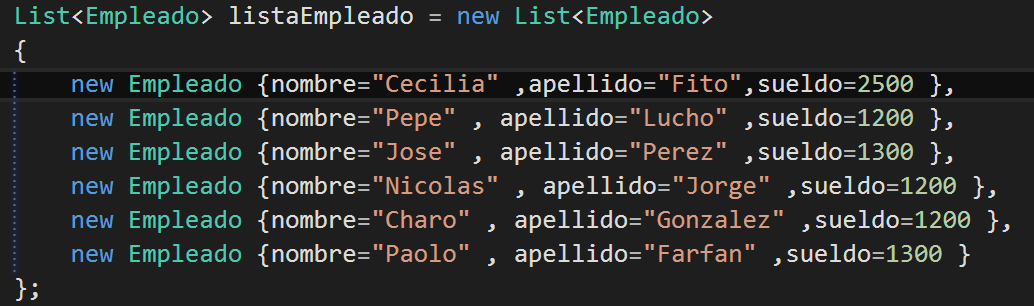 List<Empleado> listaEmpleado = new List<Empleado>
{
new Empleado {nombre="Cecilia" ,apellido="Fito",sueldo=2500 },
new Empleado {nombre="Pepe" , apellido="Lucho" ,sueldo=1200 },
new Empleado {nombre="Jose" , apellido="Perez" ,sueldo=1300 },
new Empleado {nombre="Nicolas" , apellido="Jorge" ,sueldo=1200 },
new Empleado {nombre="Charo" , apellido="Gonzalez" ,sueldo=1200 },
new Empleado {nombre="Paolo" , apellido="Farfan" ,sueldo=1300 }
};